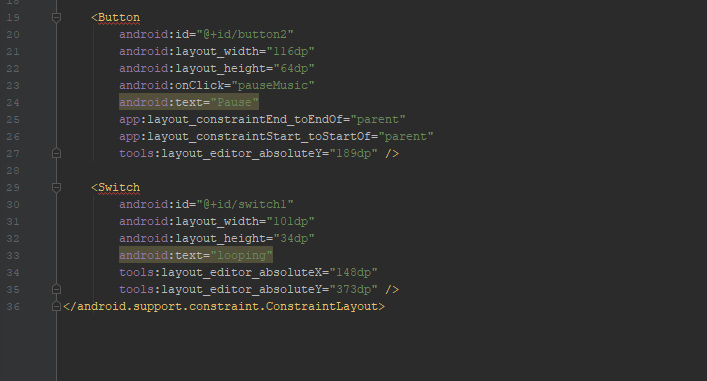 18
19 <Button
20 android:id="@+id/button2"
21 android:layout_width="116dp"
22 android:layout_height="64dp"
23 android:onClick="pauseMusic"
24 android:text="Pause"
25 app:layout_constraintEnd_toEndOf="parent"
26 app:layout_constraintStart_toStartOf="parent"
27 tools:layout_editor_absoluteY="189dp" />
28
29 <Switch
30 android:id="@+id/switch1"
31 android:layout_width="101dp"
32 android:layout_height="34dp"
33 android:text="looping"
34 tools:layout_editor_absoluteX="148dp"
35 tools:layout_editor_absoluteY="373dp" />
36 </android.support.constraint.ConstraintLayout>